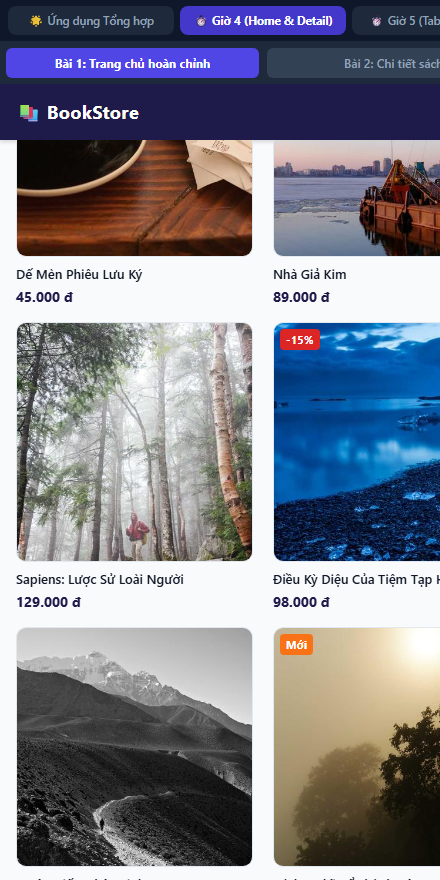 Ứng dụng Tổng hợp
Giờ 4 (Home & Detail)
Giờ 5 (Tab
Bài 1: Trang chủ hoàn chỉnh
Bài 2: Chi tiết sách
BookStore
Dế Mèn Phiêu Lưu Ký
45.000 đ
Nhà Giả Kim
89.000 đ
-15%
Sapiens: Lược Sử Loài Người
129.000 đ
Điều Kỳ Diệu Của Tiệm Tạp H
98.000 đ
Mới